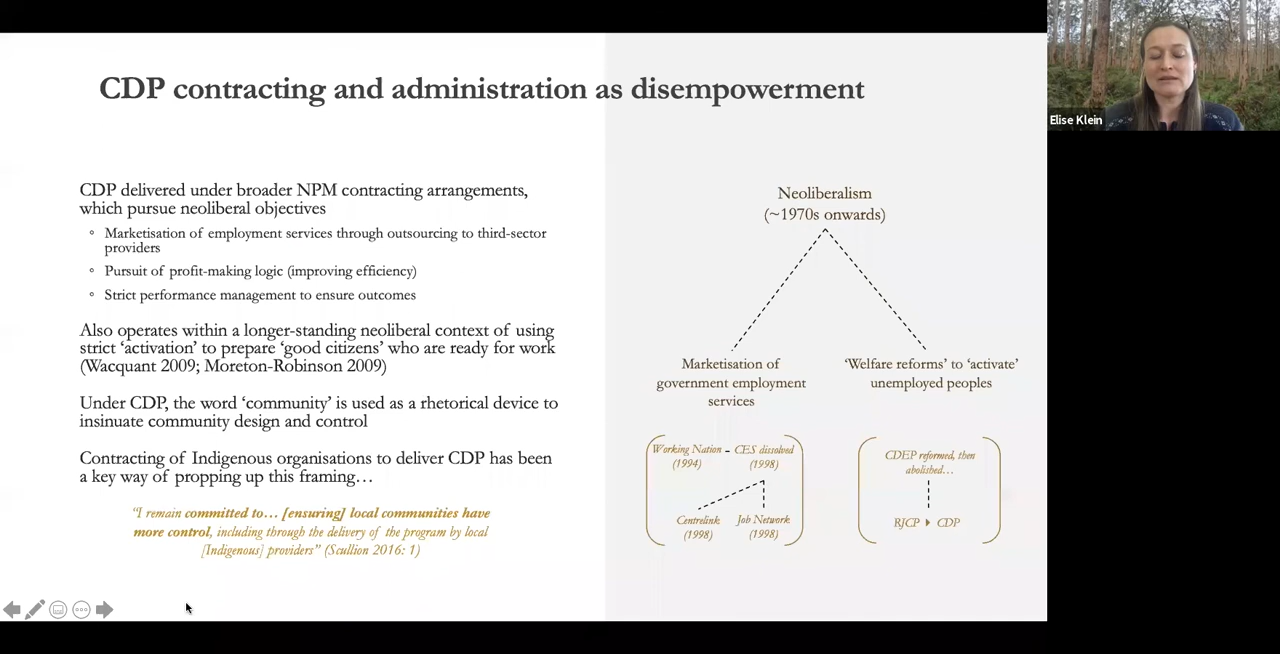 CDP contracting and administration as disempowerment
CDP delivered under broader NPM contracting arrangements,
which pursue neoliberal objectives
Marketisation of employment services through outsourcing to third-sector
providers
Pursuit of profit-making logic (improving efficiency)
Strict performance management to ensure outcomes
Also operates within a longer-standing neoliberal context of using
strict ‘activation’ to prepare ‘good citizens’ who are ready for work
(Wacquant 2009; Moreton-Robinson 2009)
Under CDP, the word ‘community’ is used as a rhetorical device to
insinuate community design and control
Contracting of Indigenous organisations to deliver CDP has been
a key way of propping up this framing…
“I remain committed to… [ensuring] local communities have
more control, including through the delivery of the program by local
[Indigenous] providers” (Scullion 2016: 1)
Neoliberalism
(~1970s onwards)
Marketisation of
government employment
services
‘Welfare reforms’ to ‘activate’
unemployed peoples
Working Nation
(1994)
CES dissolved
(1998)
Centrelink
(1998)
Job Network
(1998)
CDEP reformed, then
abolished…
RJCP
CDP
Elise Klein